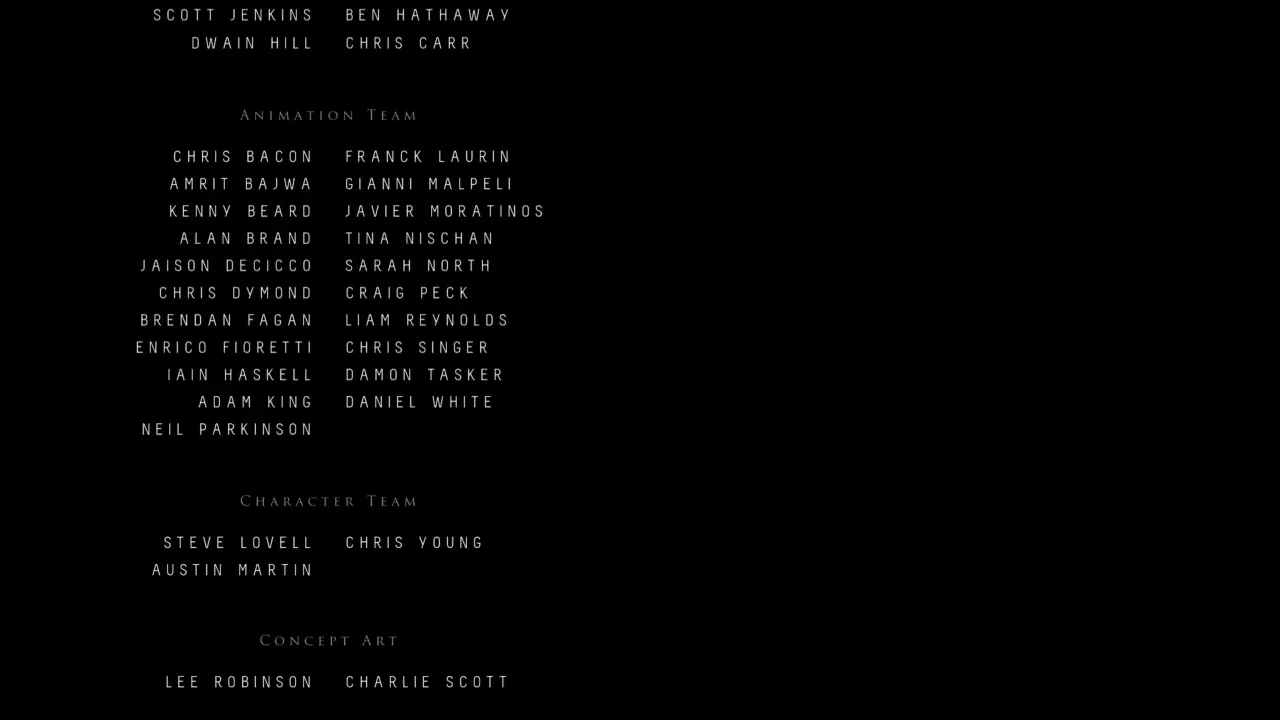 SCOTT JENKINS BEN HATHAWAY
DWAIN HILL CHRIS CARR
ANIMATION TEAM
CHRIS BACON FRANCK LAURIN
AMRIT BAJWA GIANNI MALPELI
KENNY BEARD JAVIER MORATINOS
ALAN BRAND TINA NISCHAN
JAISON DECICCO SARAH NORTH
CHRIS DYMOND CRAIG PECK
BRENDAN FAGAN LIAM REYNOLDS
ENRICO FIORETTI CHRIS SINGER
IAIN HASKELL DAMON TASKER
ADAM KING DANIEL WHITE
NEIL PARKINSON
CHARACTER TEAM
STEVE LOVELL CHRIS YOUNG
AUSTIN MARTIN
CONCEPT ART
LEE ROBINSON CHARLIE SCOTT